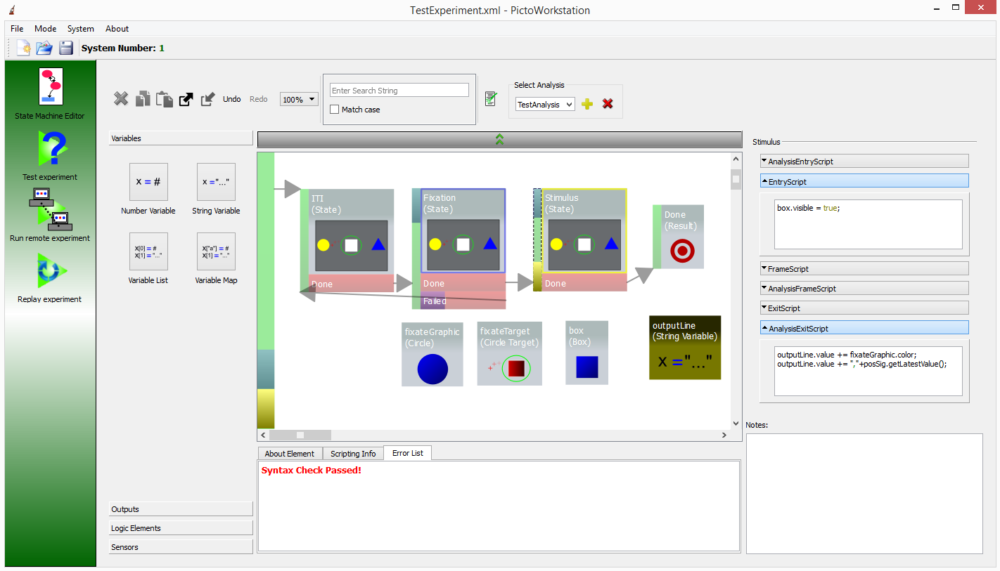 TestExperiment.xml - PictoWorkstation
File Mode System About
System Number: 1
State Machine Editor
Test experiment
Run remote experiment
Replay experiment
Undo Redo 100%
Enter Search String
Match case
Select Analysis
TestAnalysis
Variables
x = #
x ="..."
Number Variable
String Variable
X[0] = #
X[1] = "..."
X["a"] = #
X[1] = "..."
Variable List
Variable Map
Outputs
Logic Elements
Sensors
ITI
(State)
Done
Fixation
(State)
Done
Failed
Stimulus
(State)
Done
Done
(Result)
fixateGraphic
(Circle)
fixateTarget
(Circle Target)
box
(Box)
outputLine
(String Variable)
X ="..."
About Element Scripting Info Error List
Syntax Check Passed!
Stimulus
AnalysisEntryScript
EntryScript
box.visible = true;
FrameScript
AnalysisFrameScript
ExitScript
AnalysisExitScript
outputLine.value += fixateGraphic.color;
outputLine.value += ","+posSig.getLatestValue();
Notes: